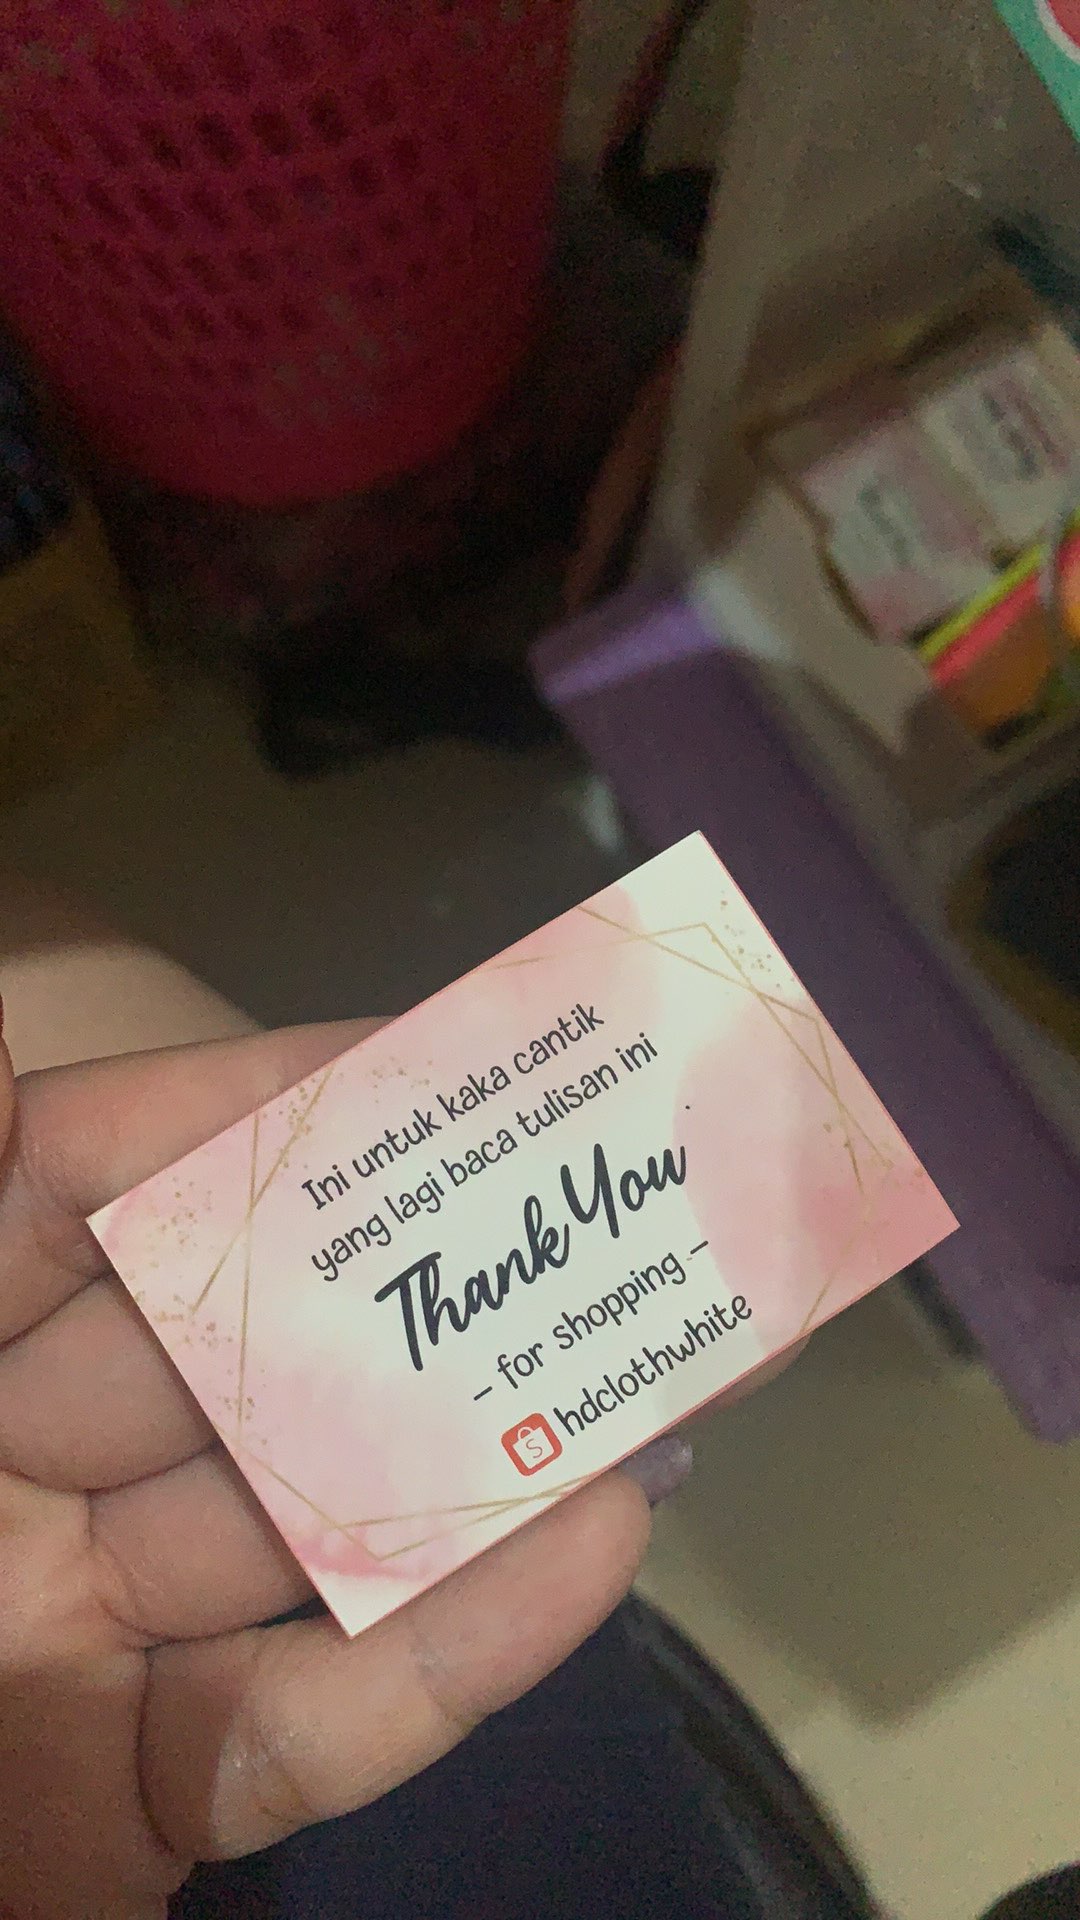 Ini untuk kaka cantik
yang lagi baca tulisan ini
Thank You
- for shopping -
hdclothwhite